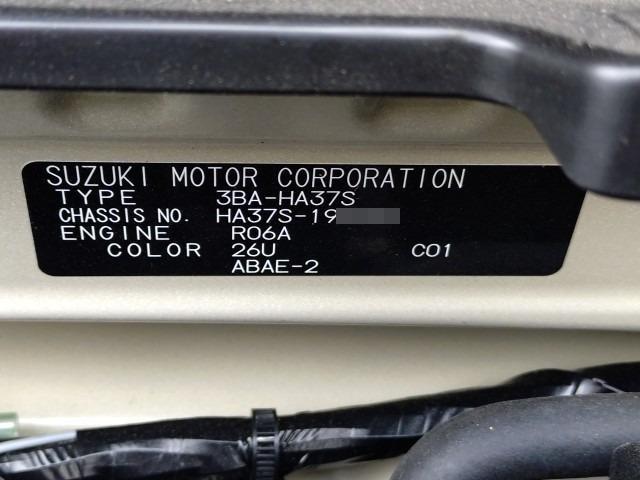 SUZUKI MOTOR CORPORATION
TYPE 3BA-HA37S
CHASSIS NO. HA37S-19
ENGINE R06A
COLOR 26U C01
ABAE-2